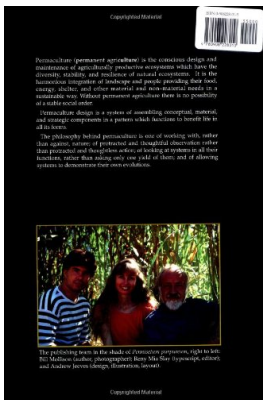 Copyrighted Material
Permaculture (permanent agriculture) is the conscious design and
maintenance of agriculturally productive ecosystems which have the
diversity, stability, and resilience of natural ecosystems. It is the
harmonious integration of landscape and people providing their food,
energy, shelter, and other material and non-material needs in a
sustainable way. Without permanent agriculture there is no possibility
of a stable social order.
Permaculture design is a system of assembling conceptual, material,
and strategic components in a pattern which functions to benefit life in
all its forms.
The philosophy behind permaculture is one of working with, rather
than against, nature; of protracted and thoughtful observation rather
than protracted and thoughtless action; of looking at systems in all their
functions, rather than asking only one yield of them; and of allowing
systems to demonstrate their own evolutions.
The publishing team in the shade of Pennisetum purpureum, right to left:
Bill Mollison (author, photographer); Reny Mia Slay (typescript, editor);
and Andrew Jeeves (design, illustration, layout).
Copyrighted Material